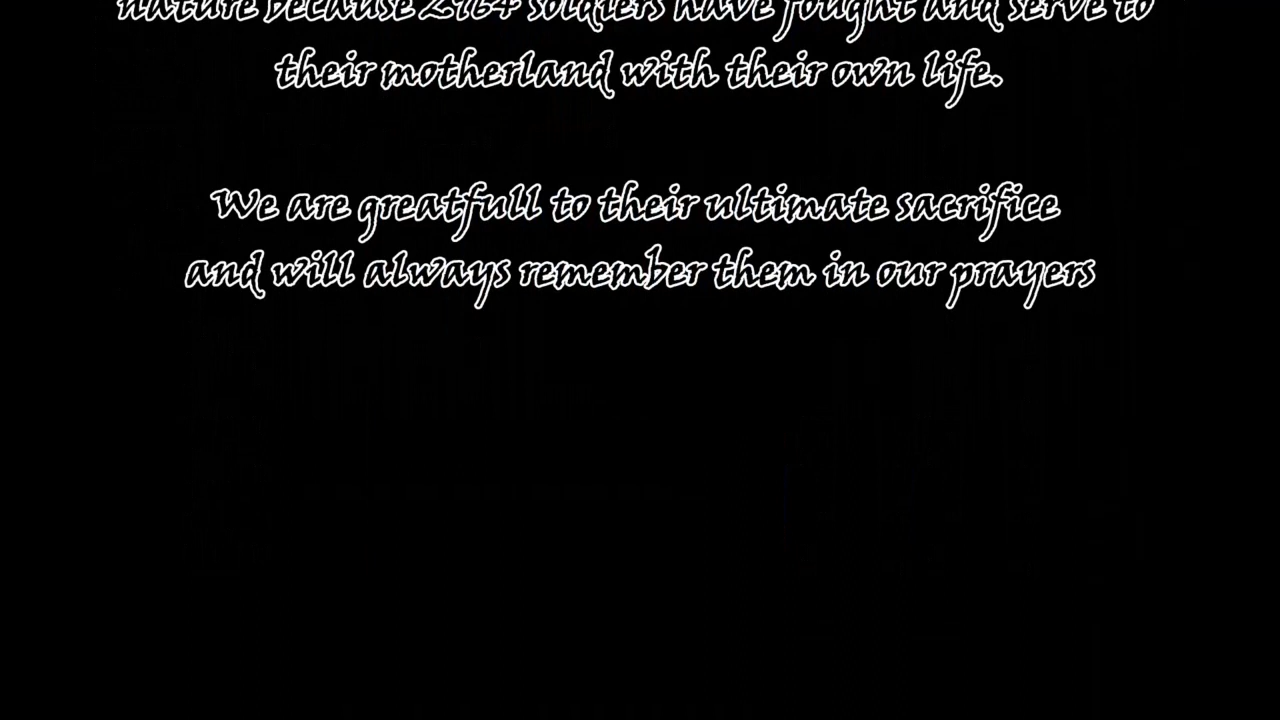 nature because 2164 soldiers have fought and serve to
their motherland with their own life.
We are greatfull to their ultimate sacrifice
and will always remember them in our prayers